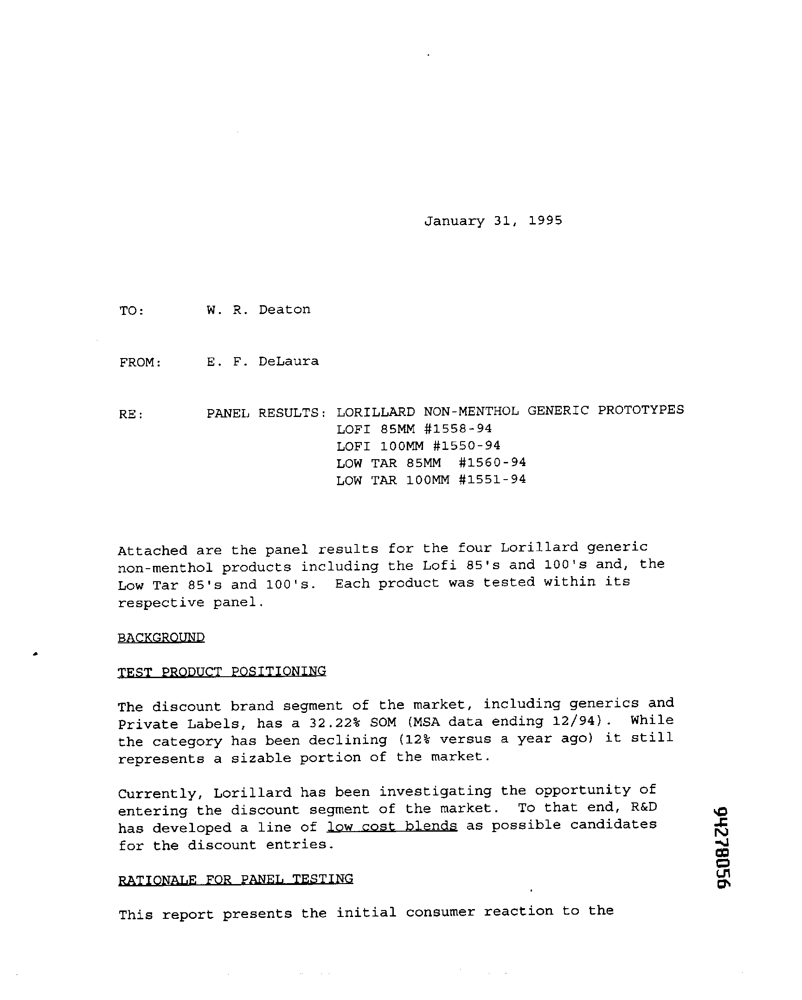 January 31, 1995
TO: W. R. Deaton
FROM: E. F. DeLaura
RE: PANEL RESULTS: LORILLARD NON-MENTHOL GENERIC PROTOTYPES
LOFI 85MM #1558-94
LOFI 100MM #1550-94
LOW TAR 85MM #1560-94
LOW TAR 100MM #1551-94
Attached are the panel results for the four Lorillard generic
non-menthol products including the Lofi 85's and 100's and, the
Low Tar 85's and 100's. Each product was tested within its
respective panel.
BACKGROUND
TEST PRODUCT POSITIONING
The discount brand segment of the market, including generics and
Private Labels, has a 32.22% SOM (MSA data ending 12/94). While
the category has been declining (12% versus a year ago) it still
represents a sizable portion of the market.
Currently, Lorillard has been investigating the opportunity of
entering the discount segment of the market. To that end, R&D
has developed a line of low cost blends as possible candidates
for the discount entries.
RATIONALE FOR PANEL TESTING
This report presents the initial consumer reaction to the
94278056